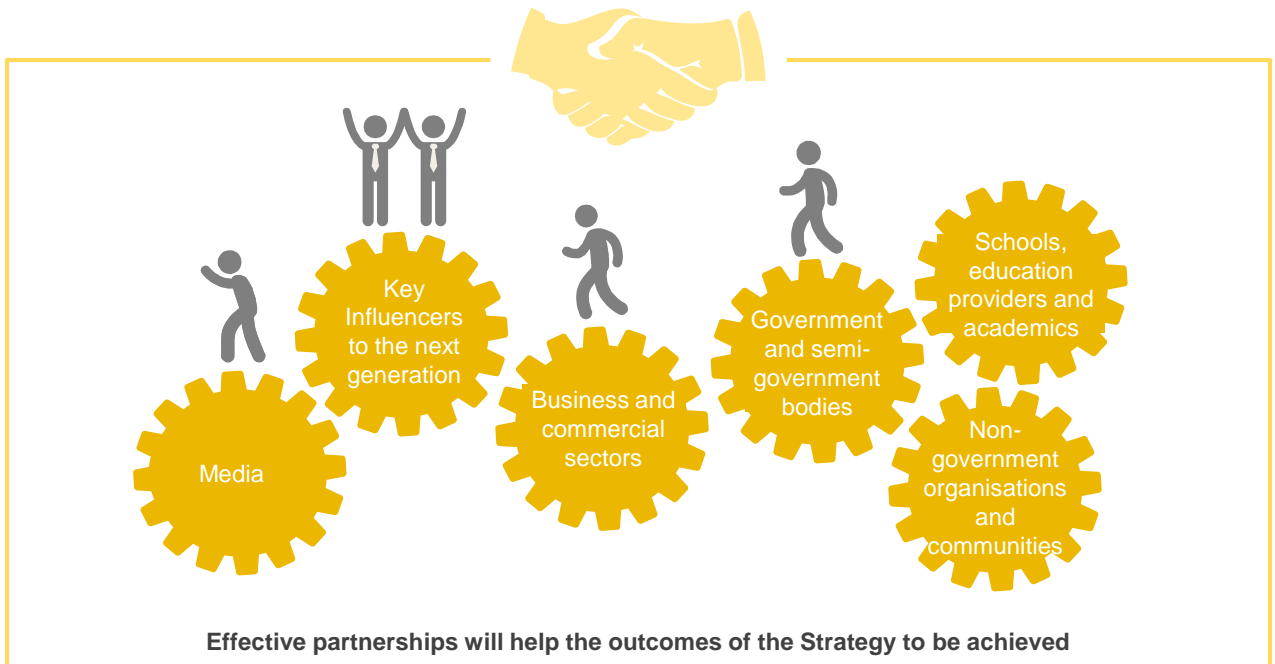 Media
Key
Influencers
to the next
generation
Business and
commercial
sectors
Government
and semi-
government
bodies
Schools,
education
providers and
academics
Non-
government
organisations
and
communities
Effective partnerships will help the outcomes of the Strategy to be achieved